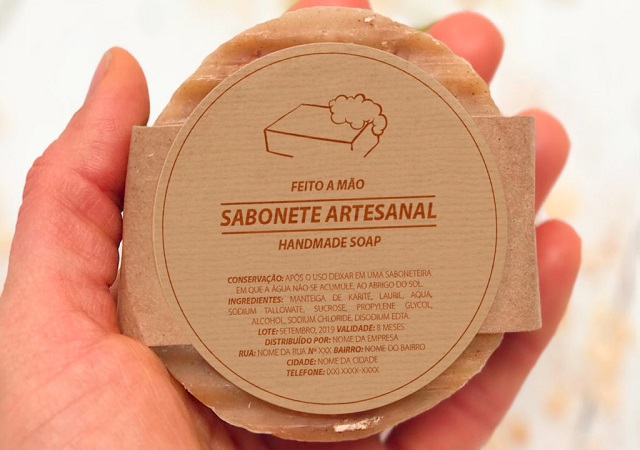 FEITO A MÃO
SABONETE ARTESANAL
HANDMADE SOAP
CONSERVAÇÃO: APÓS O USO DEIXAR EM UMA SABONETEIRA
EM QUE A ÁGUA NÃO SE ACUMULE, AO ABRIGO DO SOL.
INGREDIENTES: MANTEIGA DE KARITE, LAURIL, AQUA,
SODIUM TALLOWATE, SUCROSE, PROPYLENE GLYCOL,
ALCOHOL, SODIUM CHLORIDE, DISODIUM EDTA.
LOTE: SETEMBRO, 2019 VALIDADE: 8 MESES
DISTRIBUÍDO POR: NOME DA EMPRESA
RUA: NOME DA RUA Nº XXX BAIRRO: NOME DO BAIRRO
CIDADE: NOME DA CIDADE
TELEFONE: (XX) XXXX-XXXX